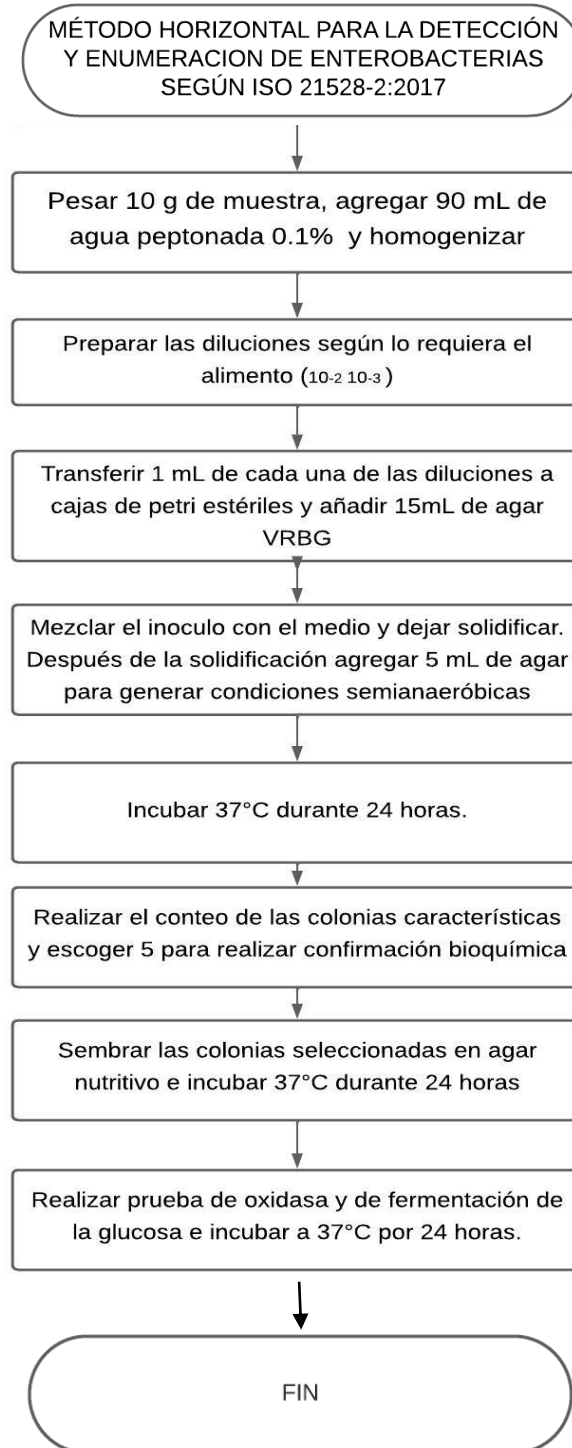 MÉTODO HORIZONTAL PARA LA DETECCIÓN
Y ENUMERACION DE ENTEROBACTERIAS
SEGÚN ISO 21528-2:2017
Pesar 10 g de muestra, agregar 90 mL de
agua peptonada 0.1% y homogenizar
Preparar las diluciones según lo requiera el
alimento (10-2 10-3 )
Transferir 1 mL de cada una de las diluciones a
cajas de petri estériles y añadir 15mL de agar
VRBG
Mezclar el inoculo con el medio y dejar solidificar.
Después de la solidificación agregar 5 mL de agar
para generar condiciones semianaeróbicas
Incubar 37°C durante 24 horas.
Realizar el conteo de las colonias características
y escoger 5 para realizar confirmación bioquímica
Sembrar las colonias seleccionadas en agar
nutritivo e incubar 37°C durante 24 horas
Realizar prueba de oxidasa y de fermentación de
la glucosa e incubar a 37°C por 24 horas.
FIN